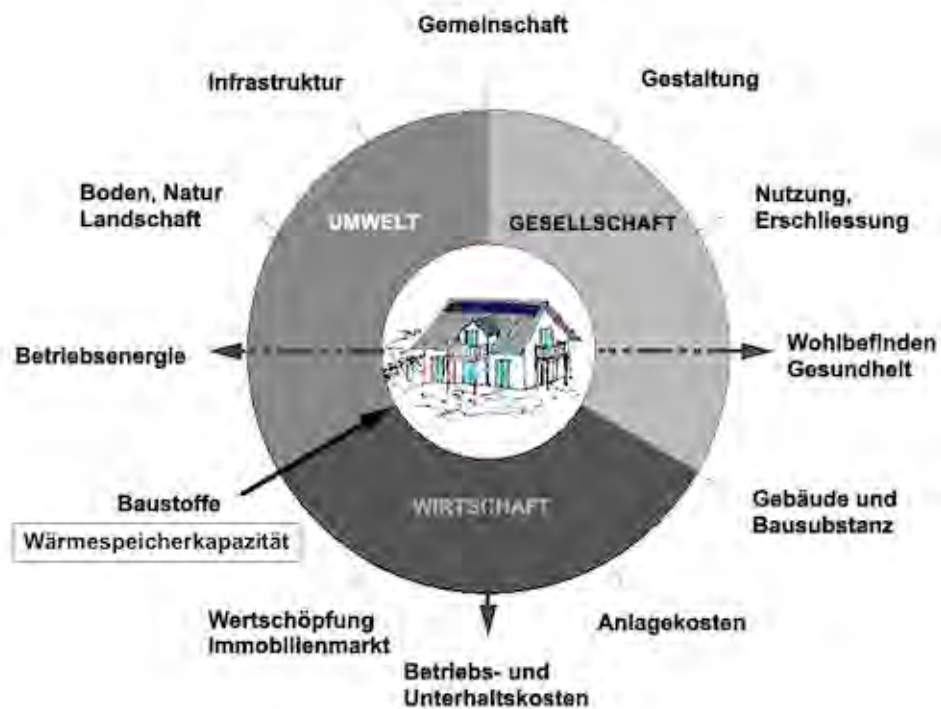 Gemeinschaft
Infrastruktur
Gestaltung
Boden, Natur
Landschaft
UMWELT
GESELLSCHAFT
Nutzung,
Erschliessung
Betriebsenergie
Wohlbefinden
Gesundheit
Baustoffe
Wärmespeicherkapazität
WIRTSCHAFT
Gebäude und
Bausubstanz
Wertschöpfung
Immobilienmarkt
Anlagekosten
Betriebs- und
Unterhaltskosten